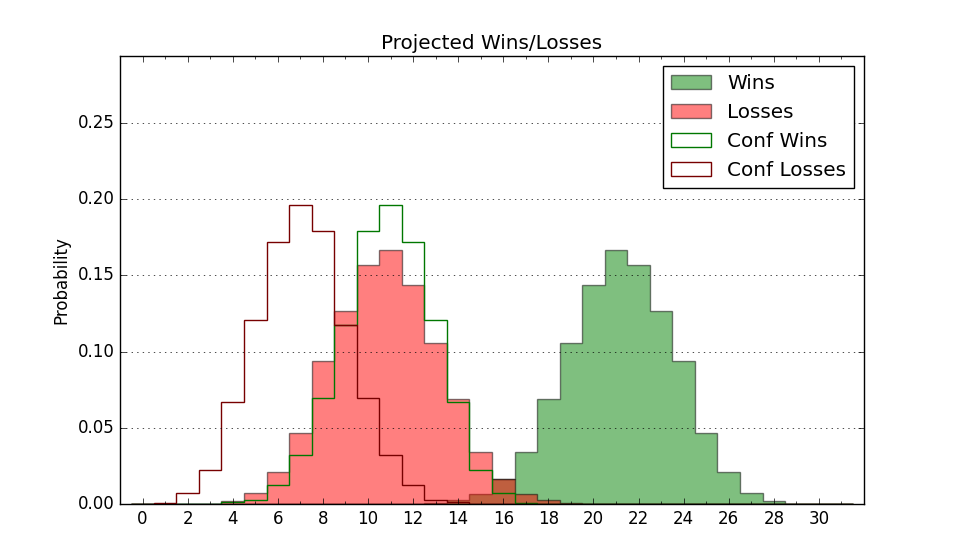 Projected Wins/Losses
Wins
Losses
Conf Wins
Conf Losses
Probability
0.25
0.20
0.15
0.10
0.05
0.00
0 2 4 6 8 10 12 14 16 18 20 22 24 26 28 30